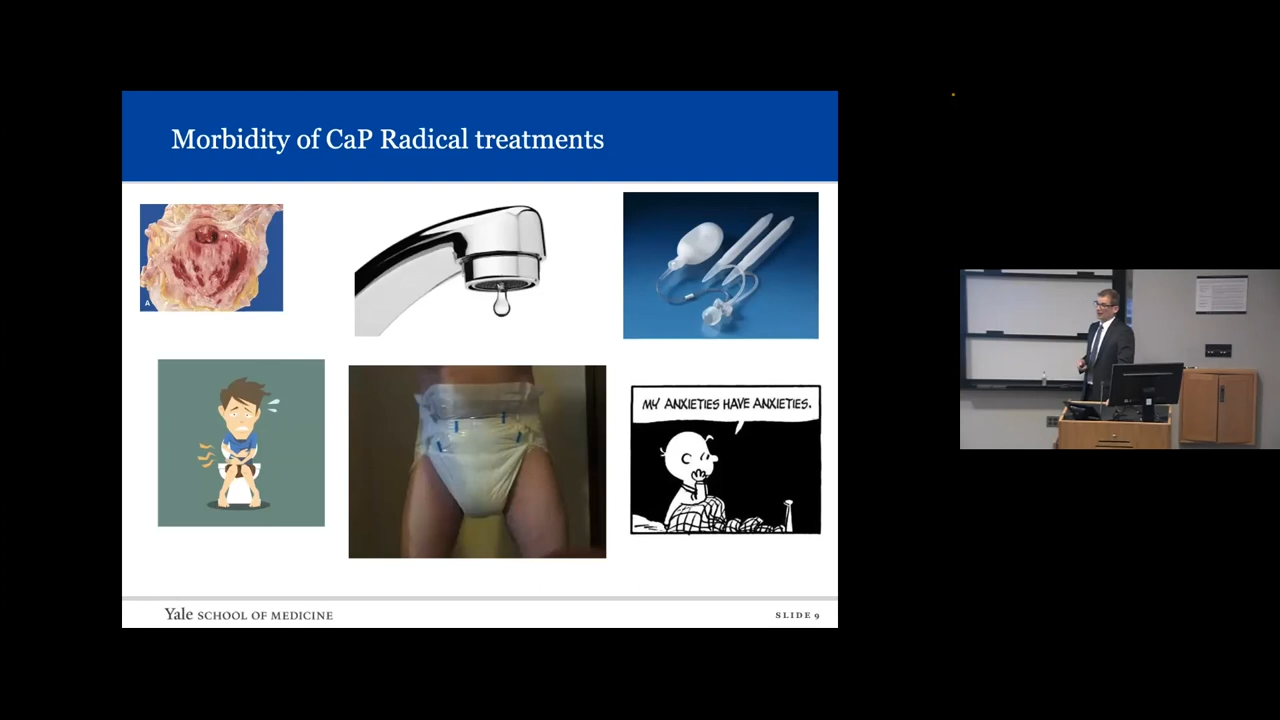 Morbidity of CaP Radical treatments
A
MY ANXIETIES HAVE ANXIETIES.
Yale SCHOOL OF MEDICINE
SLIDE 9